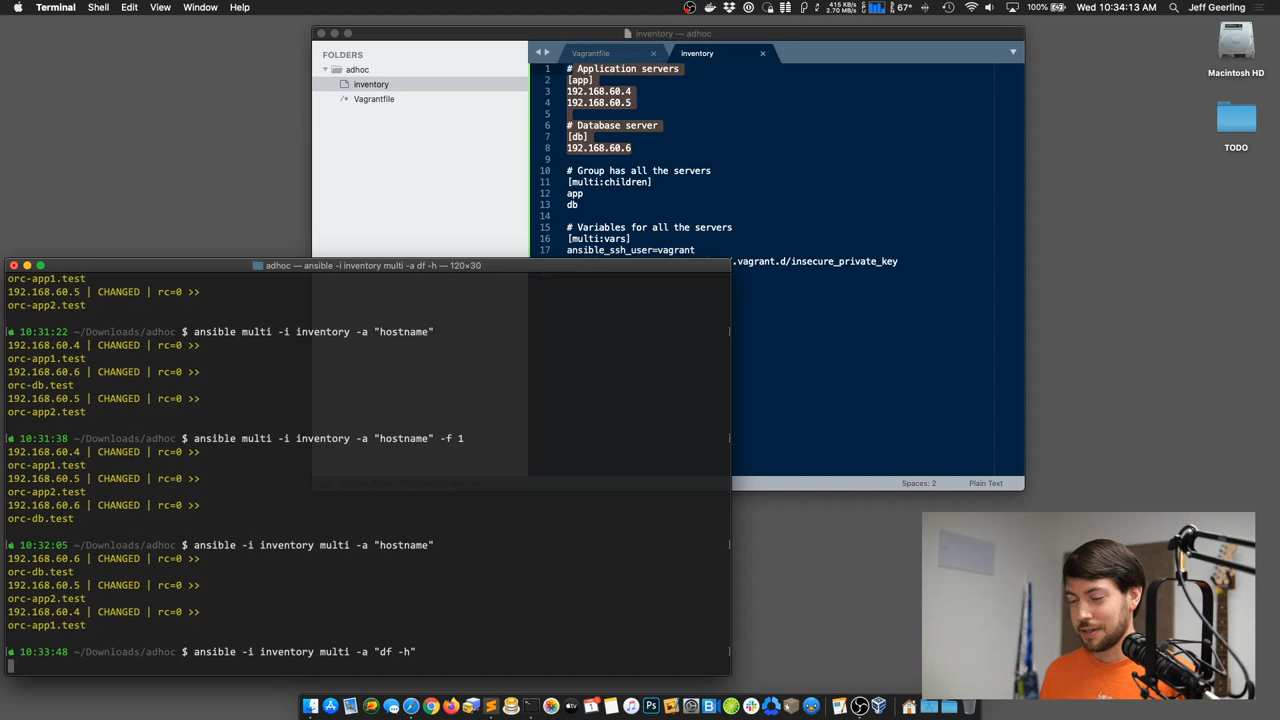 Terminal Shell Edit View Window Help
415 KB/s
2.70 MB/s
67°
100%
Wed 10:34:13 AM Jeff Geerling
inventory — adhoc
FOLDERS
adhoc
inventory
Vagrantfile
Vagrantfile
inventory
1 # Application servers
2 [app]
3 192.168.60.4
4 192.168.60.5
5
6 # Database server
7 [db]
8 192.168.60.6
9
10 # Group has all the servers
11 [multi:children]
12 app
13 db
14
15 # Variables for all the servers
16 [multi:vars]
17 ansible_ssh_user=vagrant
.vagrant.d/insecure_private_key
Spaces: 2 Plain Text
Macintosh HD
TODO
adhoc — ansible -i inventory multi -a df -h — 120×30
orc-app1.test
192.168.60.5 | CHANGED | rc=0 >>
orc-app2.test
10:31:22 ~/Downloads/adhoc $ ansible multi -i inventory -a "hostname"
192.168.60.4 | CHANGED | rc=0 >>
orc-app1.test
192.168.60.6 | CHANGED | rc=0 >>
orc-db.test
192.168.60.5 | CHANGED | rc=0 >>
orc-app2.test
10:31:38 ~/Downloads/adhoc $ ansible multi -i inventory -a "hostname" -f 1
192.168.60.4 | CHANGED | rc=0 >>
orc-app1.test
192.168.60.5 | CHANGED | rc=0 >>
orc-app2.test
192.168.60.6 | CHANGED | rc=0 >>
orc-db.test
10:32:05 ~/Downloads/adhoc $ ansible -i inventory multi -a "hostname"
192.168.60.6 | CHANGED | rc=0 >>
orc-db.test
192.168.60.5 | CHANGED | rc=0 >>
orc-app2.test
192.168.60.4 | CHANGED | rc=0 >>
orc-app1.test
10:33:48 ~/Downloads/adhoc $ ansible -i inventory multi -a "df -h"